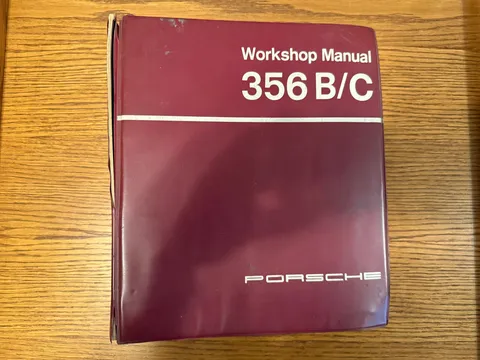 Workshop Manual
356 B/C
PORSCHE